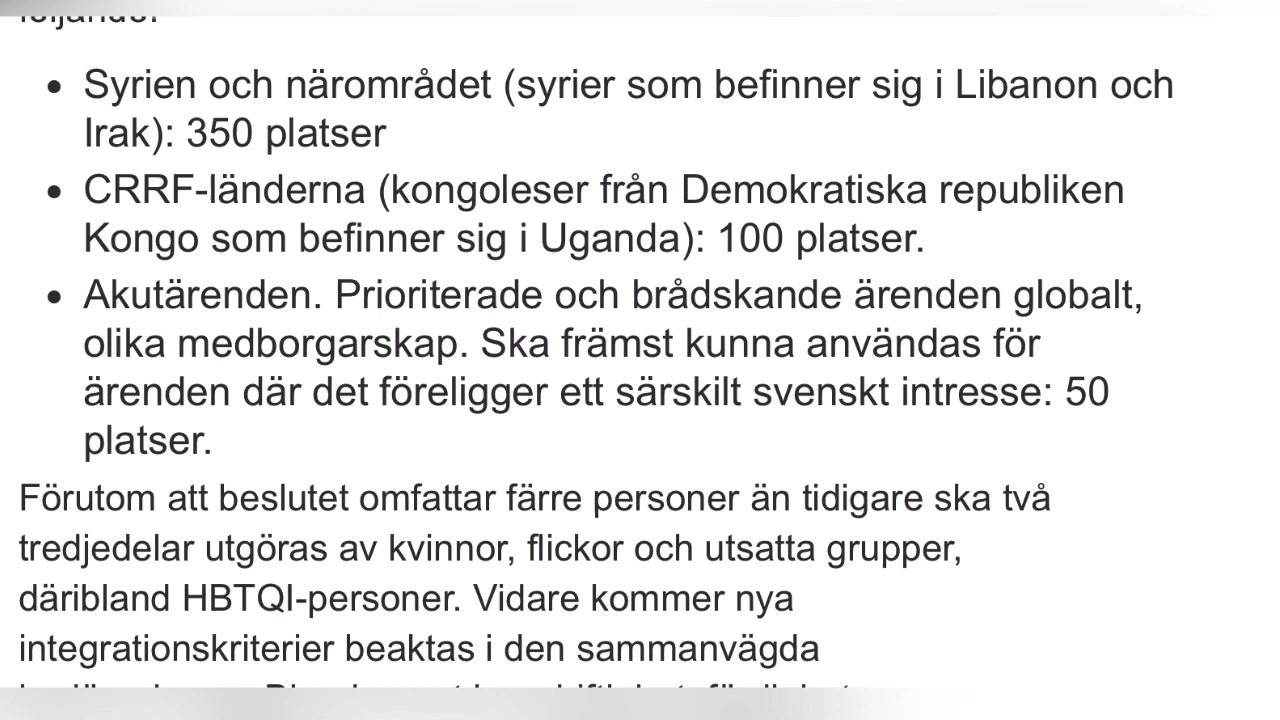 följande:
• Syrien och närområdet (syrier som befinner sig i Libanon och
Irak): 350 platser
• CRRF-länderna (kongoleser från Demokratiska republiken
Kongo som befinner sig i Uganda): 100 platser.
• Akutärenden. Prioriterade och brådskande ärenden globalt,
olika medborgarskap. Ska främst kunna användas för
ärenden där det föreligger ett särskilt svenskt intresse: 50
platser.
Förutom att beslutet omfattar färre personer än tidigare ska två
tredjedelar utgöras av kvinnor, flickor och utsatta grupper,
däribland HBTQI-personer. Vidare kommer nya
integrationskriterier beaktas i den sammanvägda